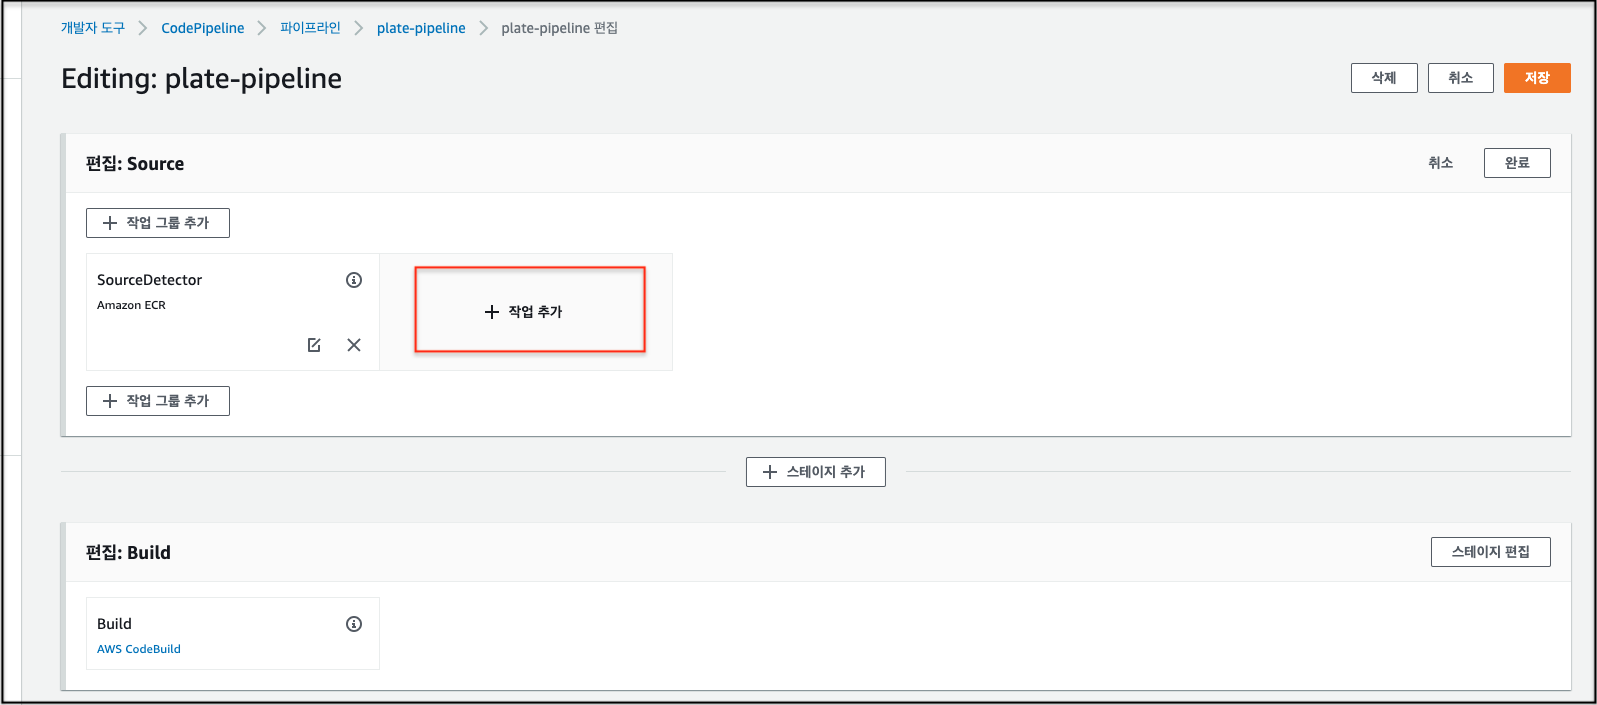 개발자 도구 > CodePipeline > 파이프라인 > plate-pipeline > plate-pipeline 편집
Editing: plate-pipeline
삭제 취소 저장
편집: Source
취소 완료
+ 작업 그룹 추가
SourceDetector
Amazon ECR
+ 작업 추가
+ 작업 그룹 추가
+ 스테이지 추가
편집: Build
스테이지 편집
Build
AWS CodeBuild